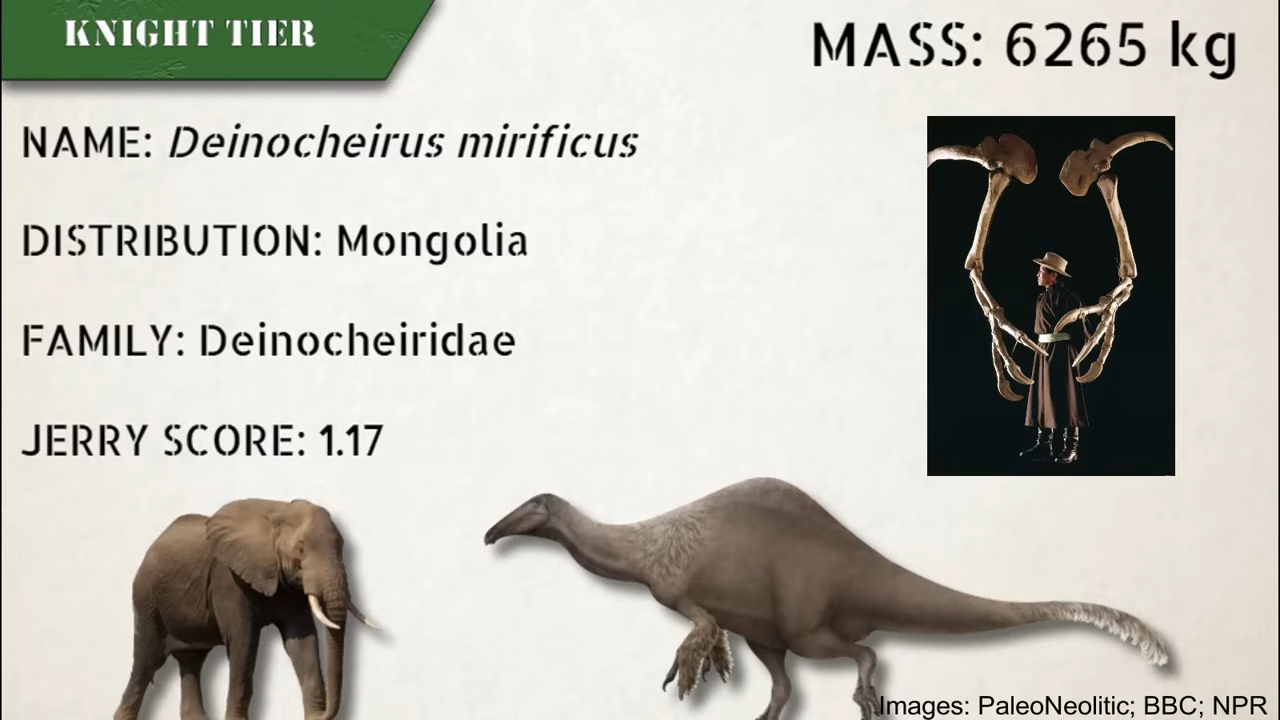 KNIGHT TIER
MASS: 6265 kg
NAME: Deinocheirus mirificus
DISTRIBUTION: Mongolia
FAMILY: Deinocheiridae
JERRY SCORE: 1.17
Images: PaleoNeolitic; BBC; NPR